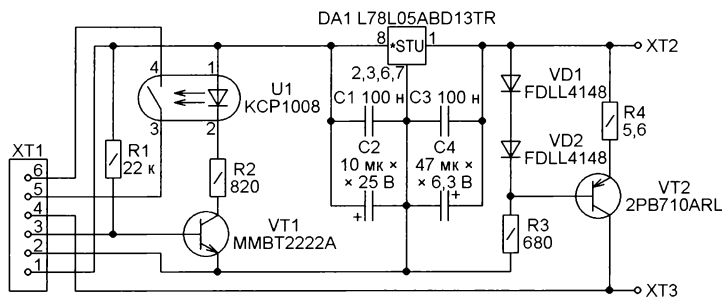 DA1 L78L05ABD13TR
8
*STU
1
XT2
4
1
2,3,6,7
U1
KCP1008
C1 100 н
C3 100 н
VD1
FDLL4148
R4
5,6
3
2
XT1
R1
22 к
C2
10 мк ×
× 25 В
C4
47 мк ×
× 6,3 В
VD2
FDLL4148
6
5
4
3
2
1
R2
820
+
+
VT2
2PB710ARL
VT1
MMBT2222A
R3
680
XT3